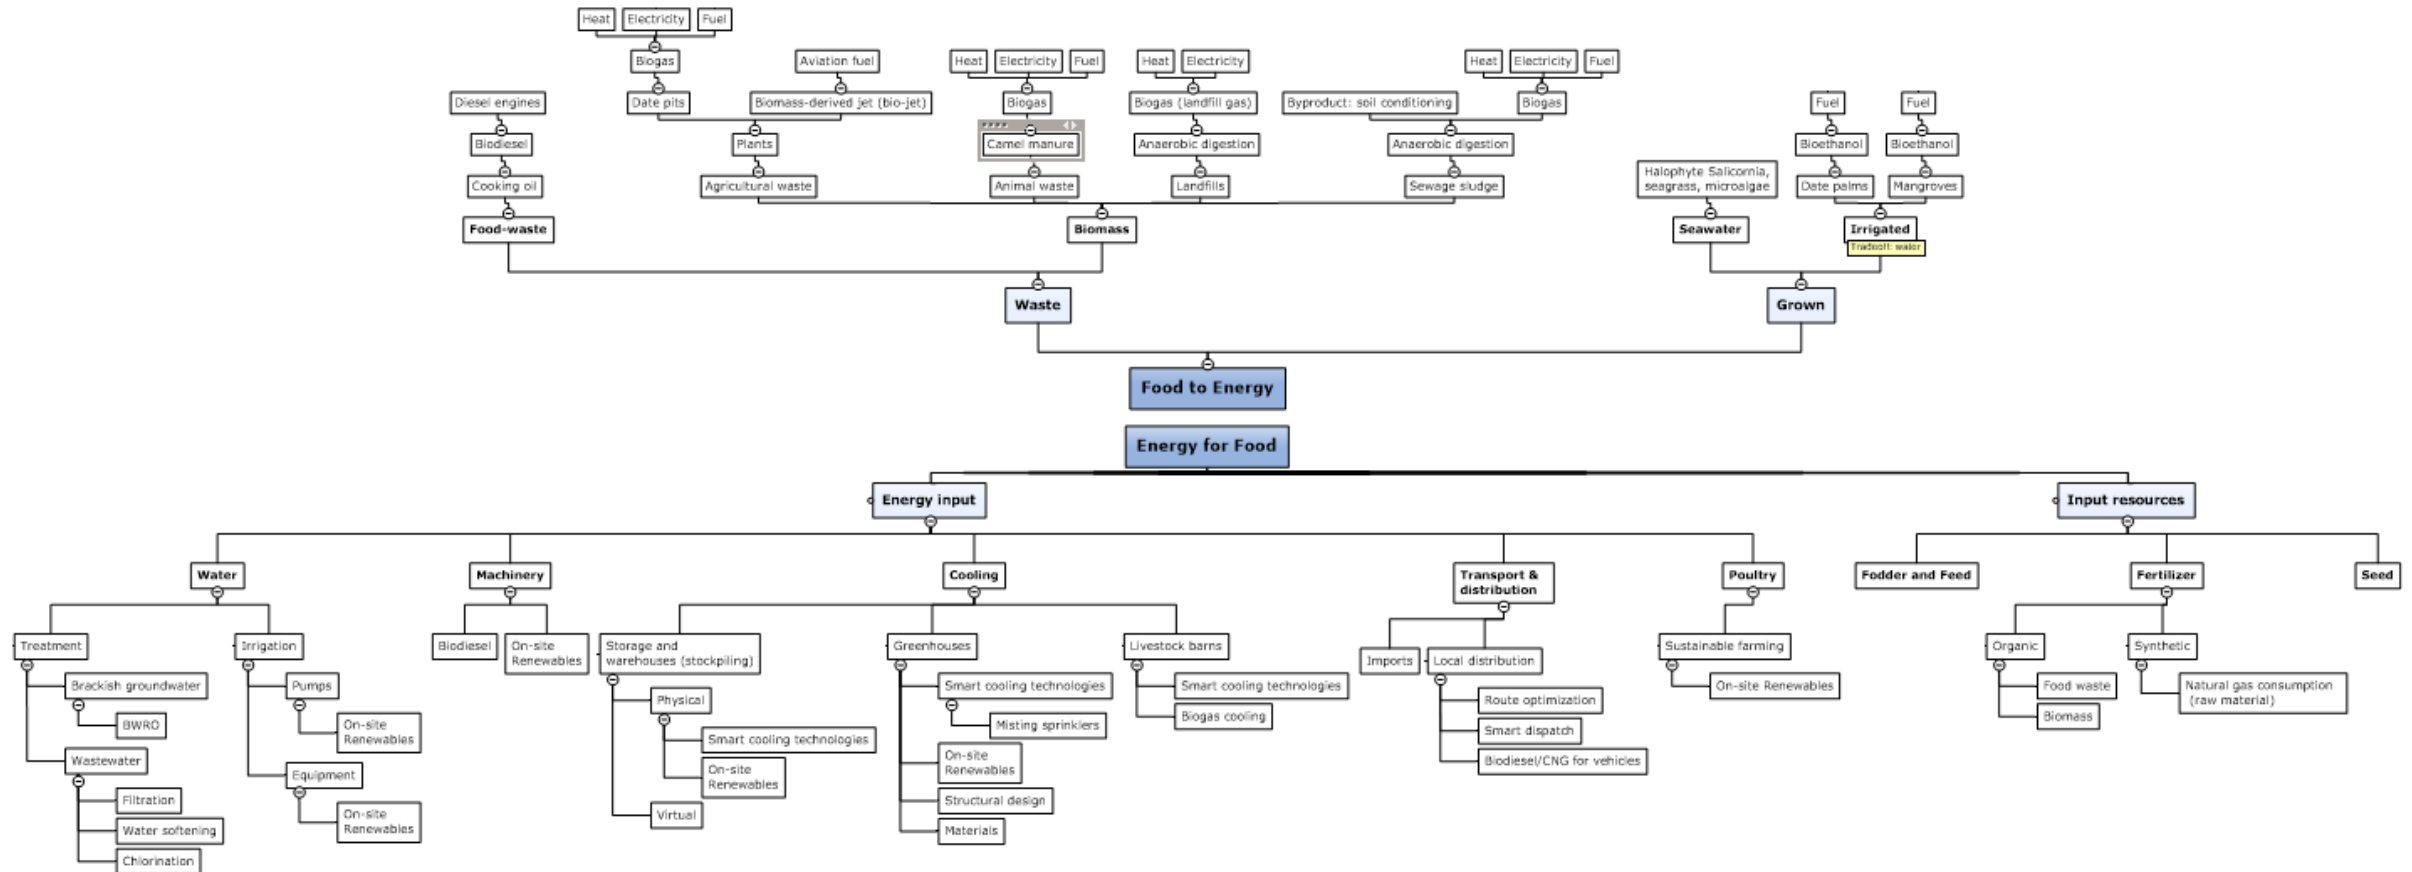 Heat
Electricity
Fuel
Biogas
Aviation fuel
Heat
Electricity
Fuel
Heat
Electricity
Heat
Electricity
Fuel
Diesel engines
Date pits
Biomass-derived jet (bio-jet)
Biogas
Biogas (landfill gas)
Byproduct: soil conditioning
Biogas
Fuel
Fuel
Biodiesel
Plants
Camel manure
Anaerobic digestion
Anaerobic digestion
Bioethanol
Bioethanol
Cooking oil
Agricultural waste
Animal waste
Landfills
Sewage sludge
Halophyte Salicornia,
seagrass, microalgae
Date palms
Mangroves
Food-waste
Biomass
Seawater
Irrigated
Tradeoff: water
Waste
Grown
Food to Energy
Energy for Food
Energy input
Input resources
Water
Machinery
Cooling
Transport &
distribution
Poultry
Fodder and Feed
Fertilizer
Seed
Treatment
Irrigation
Biodiesel
On-site
Renewables
Storage and
warehouses (stockpiling)
Greenhouses
Livestock barns
Imports
Local distribution
Sustainable farming
Organic
Synthetic
Brackish groundwater
Pumps
Physical
Smart cooling technologies
Smart cooling technologies
Route optimization
On-site Renewables
Food waste
Natural gas consumption
(raw material)
BWRO
On-site
Renewables
Smart cooling technologies
Misting sprinklers
Biogas cooling
Smart dispatch
Biomass
Wastewater
Equipment
On-site
Renewables
On-site
Renewables
Biodiesel/CNG for vehicles
Filtration
On-site
Renewables
Virtual
Structural design
Water softening
Materials
Chlorination